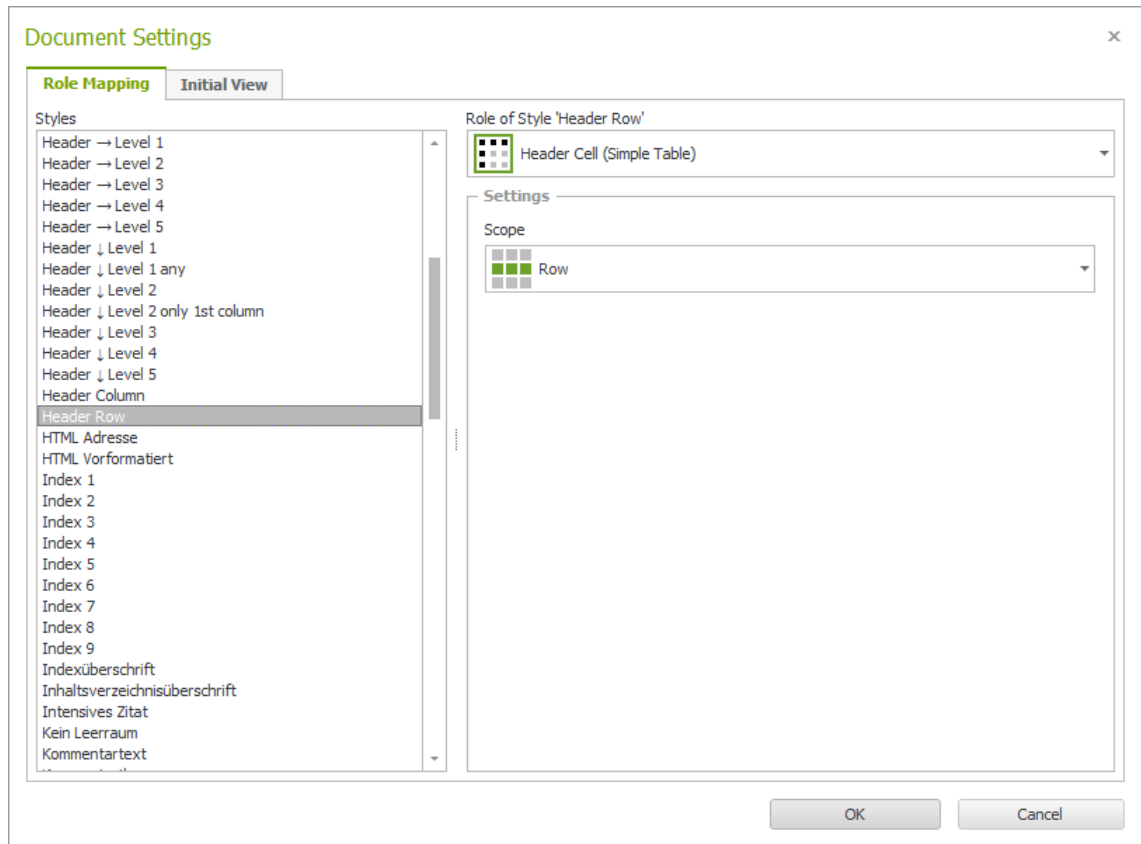 Document Settings
Role Mapping
Initial View
Styles
Header → Level 1
Header → Level 2
Header → Level 3
Header → Level 4
Header → Level 5
Header ↓ Level 1
Header ↓ Level 1 any
Header ↓ Level 2
Header ↓ Level 2 only 1st column
Header ↓ Level 3
Header ↓ Level 4
Header ↓ Level 5
Header Column
Header Row
HTML Adresse
HTML Vorformatiert
Index 1
Index 2
Index 3
Index 4
Index 5
Index 6
Index 7
Index 8
Index 9
Indexüberschrift
Inhaltsverzeichnisüberschrift
Intensives Zitat
Kein Leerraum
Kommentartext
Role of Style 'Header Row'
Header Cell (Simple Table)
Settings
Scope
Row
OK
Cancel